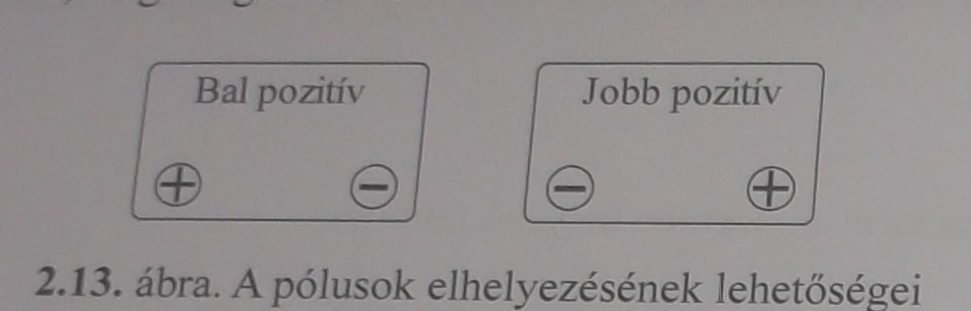 Bal pozitív
Jobb pozitív
+ −
− +
2.13. ábra. A pólusok elhelyezésének lehetőségei